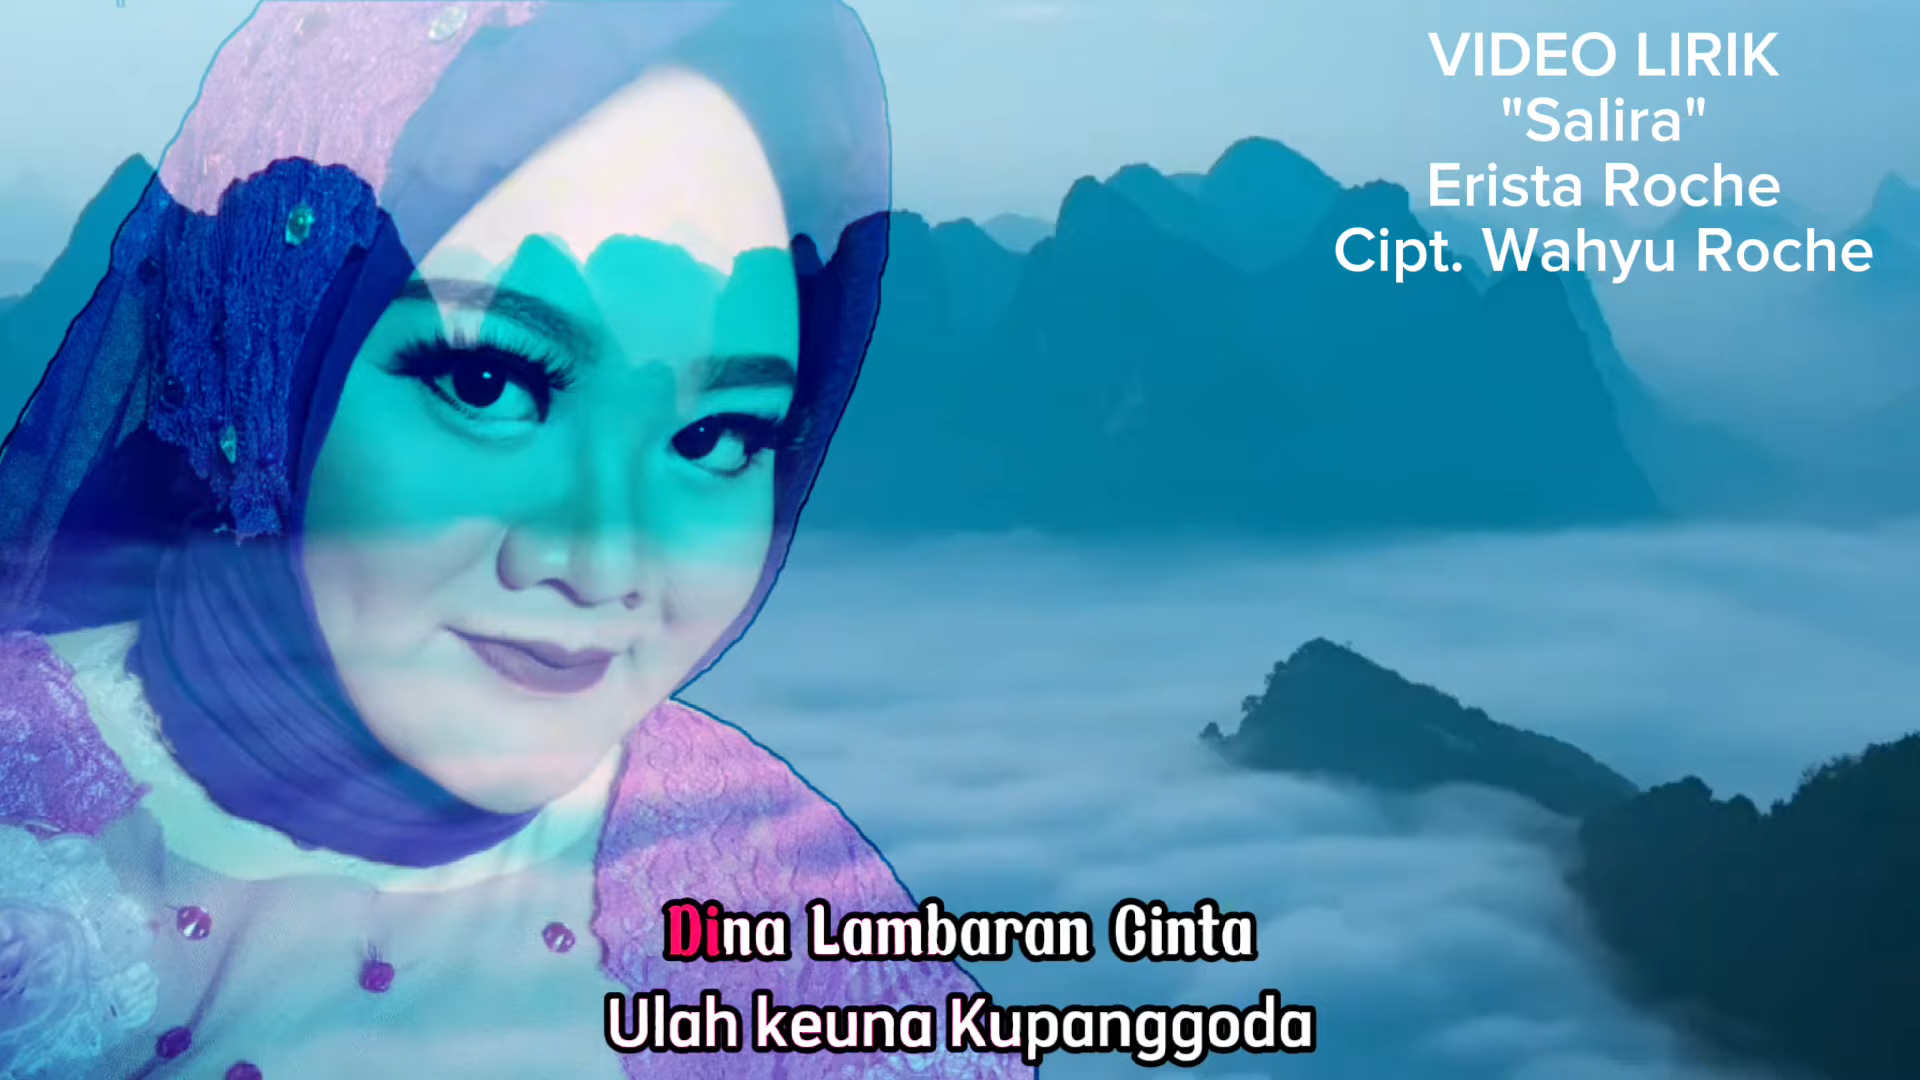 VIDEO LIRIK
"Salira"
Erista Roche
Cipt. Wahyu Roche
Dina Lambaran Cinta
Ulah keuna Kupanggoda